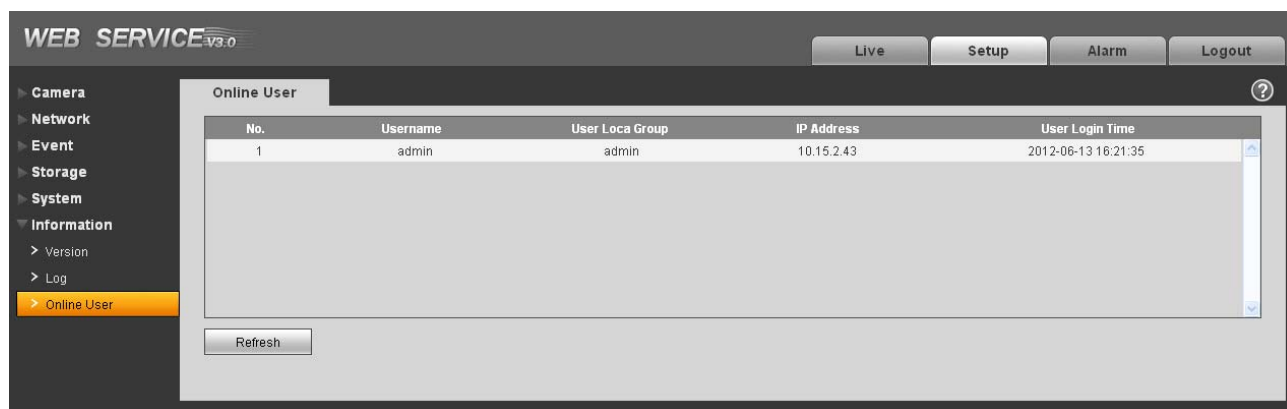 WEB SERVICE V3.0
Live Setup Alarm Logout
Camera
Network
Event
Storage
System
Information
> Version
> Log
> Online User
Online User ?
No. Username User Loca Group IP Address User Login Time
1 admin admin 10.15.2.43 2012-06-13 16:21:35
Refresh